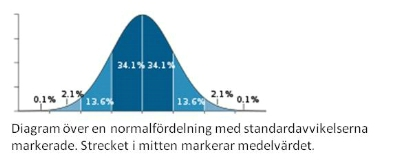 34.1% 34.1%
0.1% 2.1% 13.6% 13.6% 2.1% 0.1%
Diagram över en normalfördelning med standardavvikelserna
markerade. Strecket i mitten markerar medelvärdet.